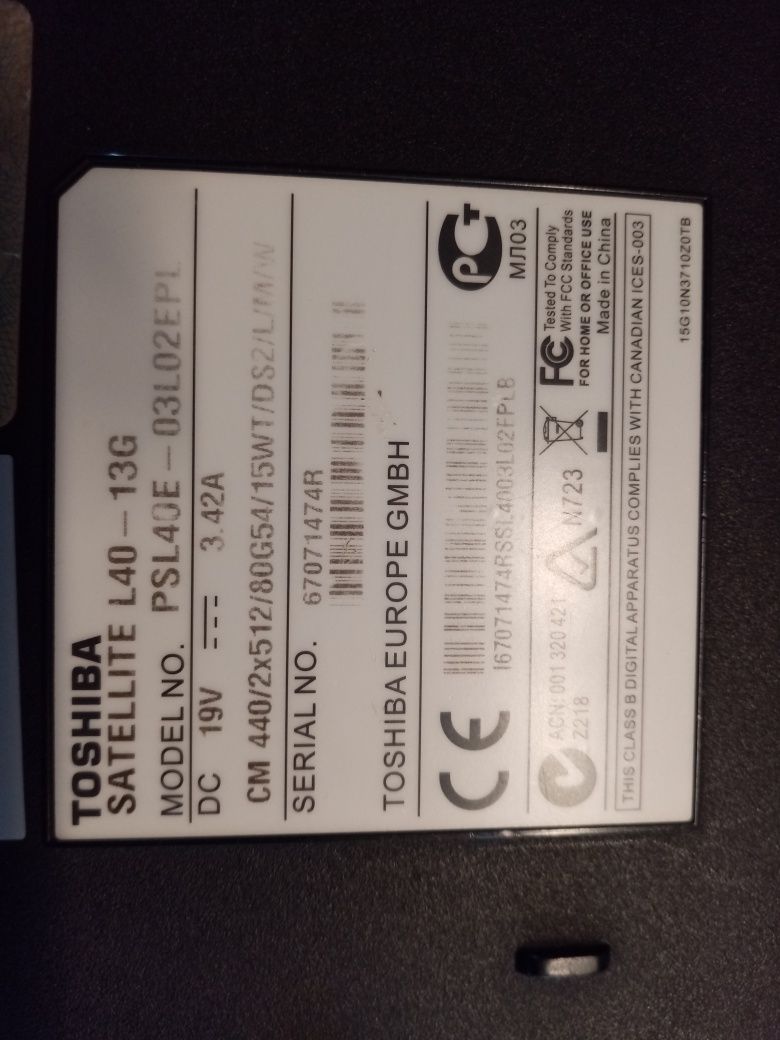 TOSHIBA
SATELLITE L40-13G
MODEL NO. PSL40E-03L02EPL
DC 19V 3.42A
CM 440/2x512/80G54/15WT/DS2/L/M/W
SERIAL NO. 67071474R
TOSHIBA EUROPE GMBH
CE
I67071474RSSL4003L02EPLB
PC
МЛ03
ACN: 001 320 421
2218
N723
FC Tested To Comply
With FCC Standards
FOR HOME OR OFFICE USE
Made in China
THIS CLASS B DIGITAL APPARATUS COMPLIES WITH CANADIAN ICES-003
15G10N3710Z0TB